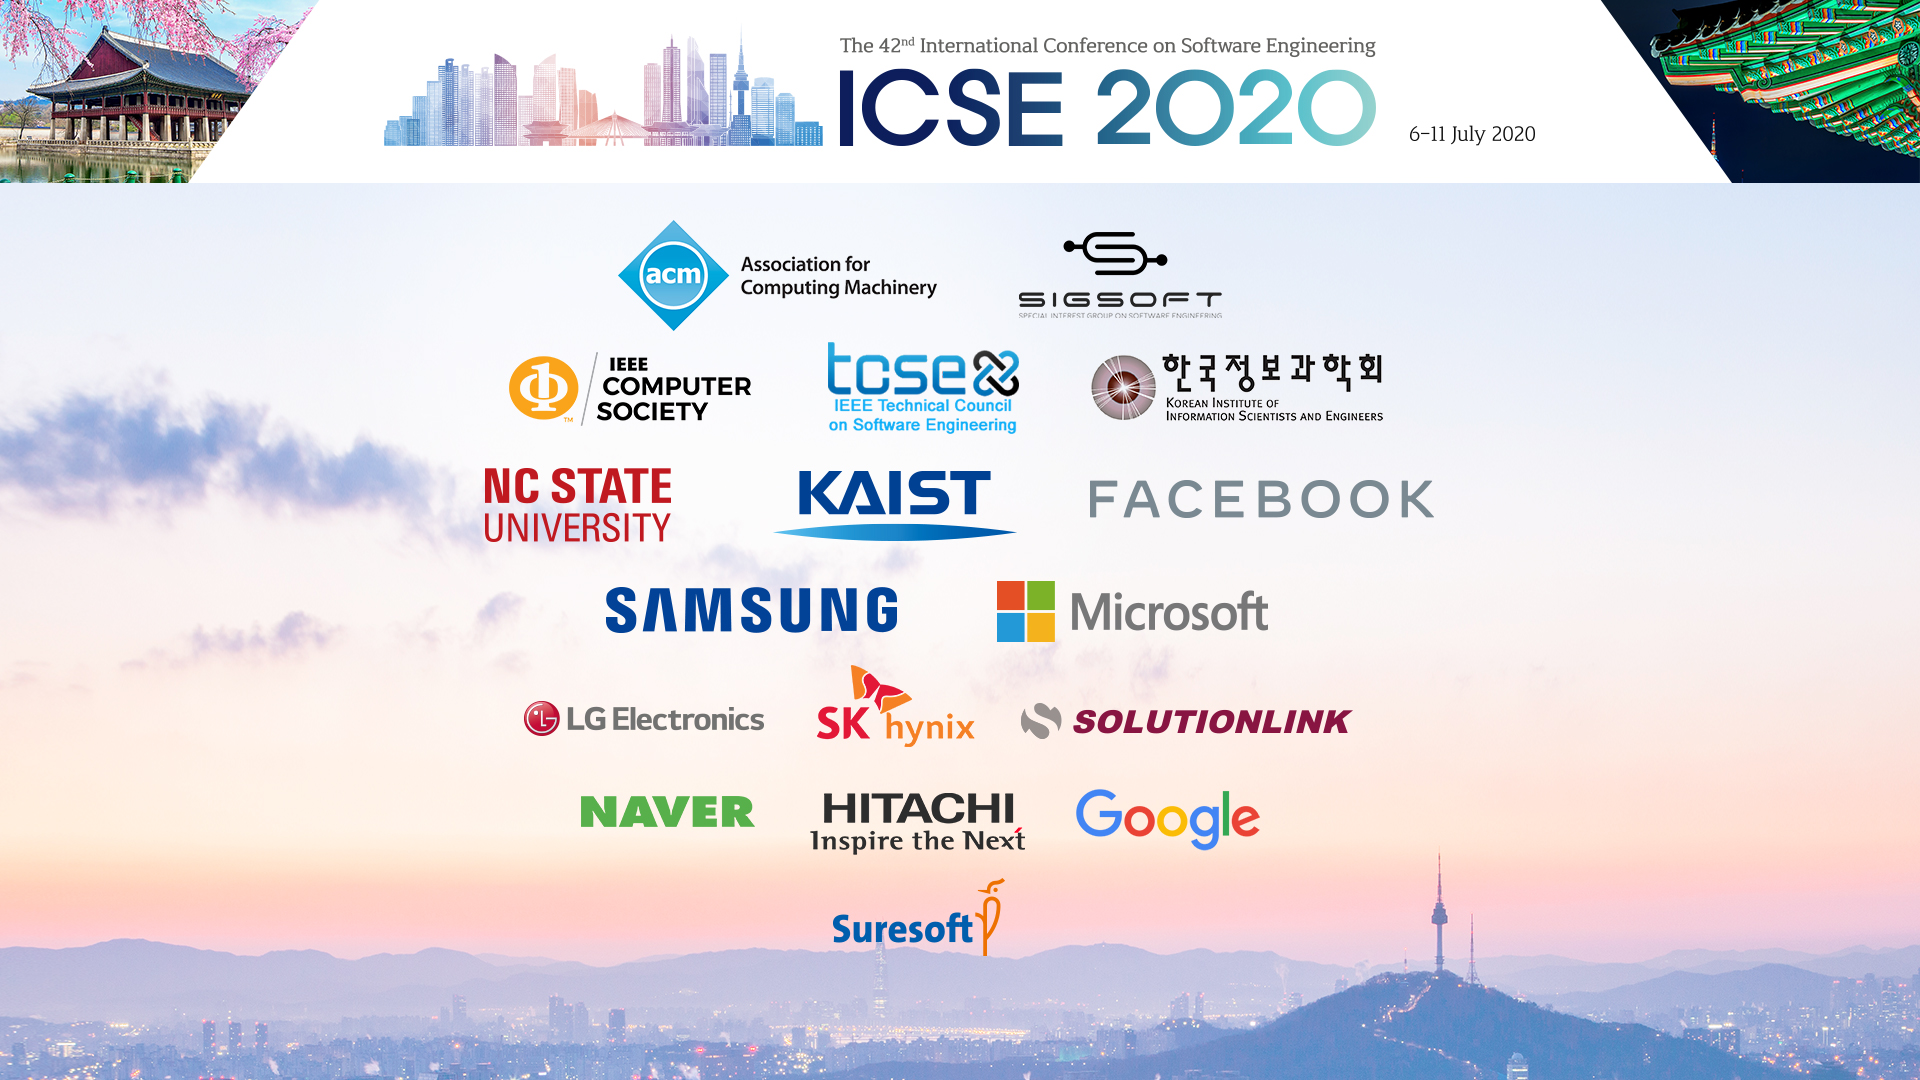 The 42nd International Conference on Software Engineering
ICSE 2020
6-11 July 2020
acm
Association for
Computing Machinery
SIGSOFT
SPECIAL INTEREST GROUP ON SOFTWARE ENGINEERING
IEEE
COMPUTER
SOCIETY
TM
tcse
IEEE Technical Council
on Software Engineering
한국정보과학회
KOREAN INSTITUTE OF
INFORMATION SCIENTISTS AND ENGINEERS
NC STATE
UNIVERSITY
KAIST
FACEBOOK
SAMSUNG
Microsoft
LG Electronics
SK hynix
SOLUTIONLINK
NAVER
HITACHI
Inspire the Next
Google
Suresoft